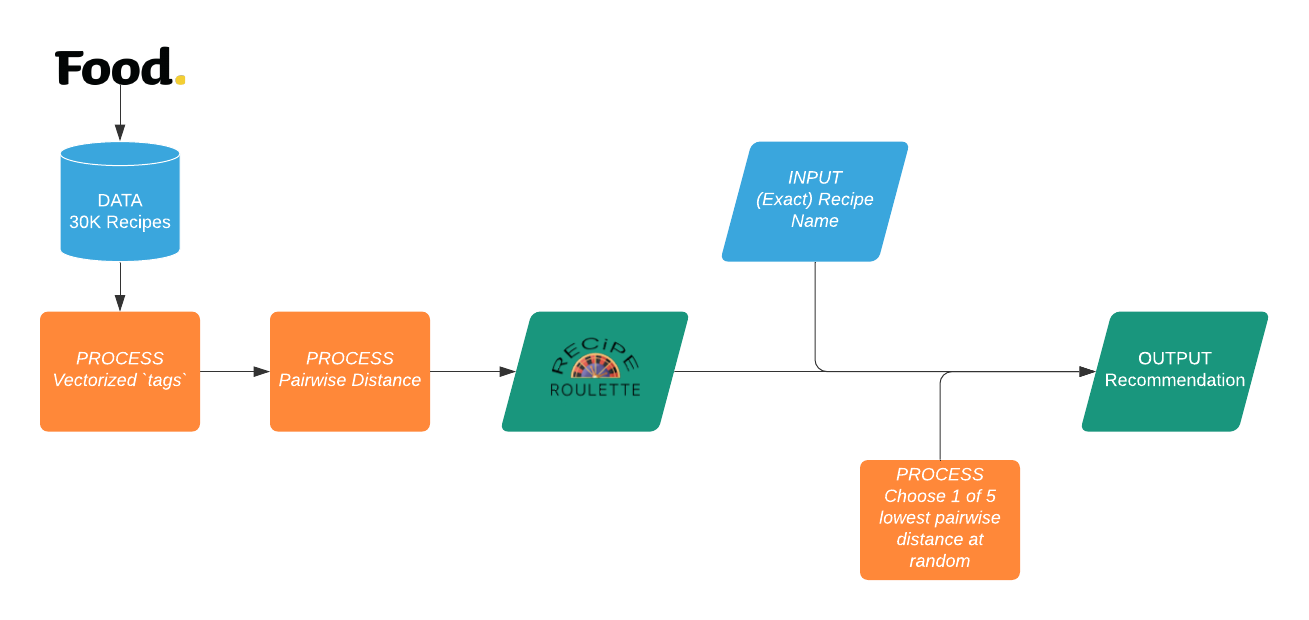 Food.
DATA
30K Recipes
INPUT
(Exact) Recipe
Name
PROCESS
Vectorized `tags`
PROCESS
Pairwise Distance
RECiPE
ROULETTE
OUTPUT
Recommendation
PROCESS
Choose 1 of 5
lowest pairwise
distance at
random